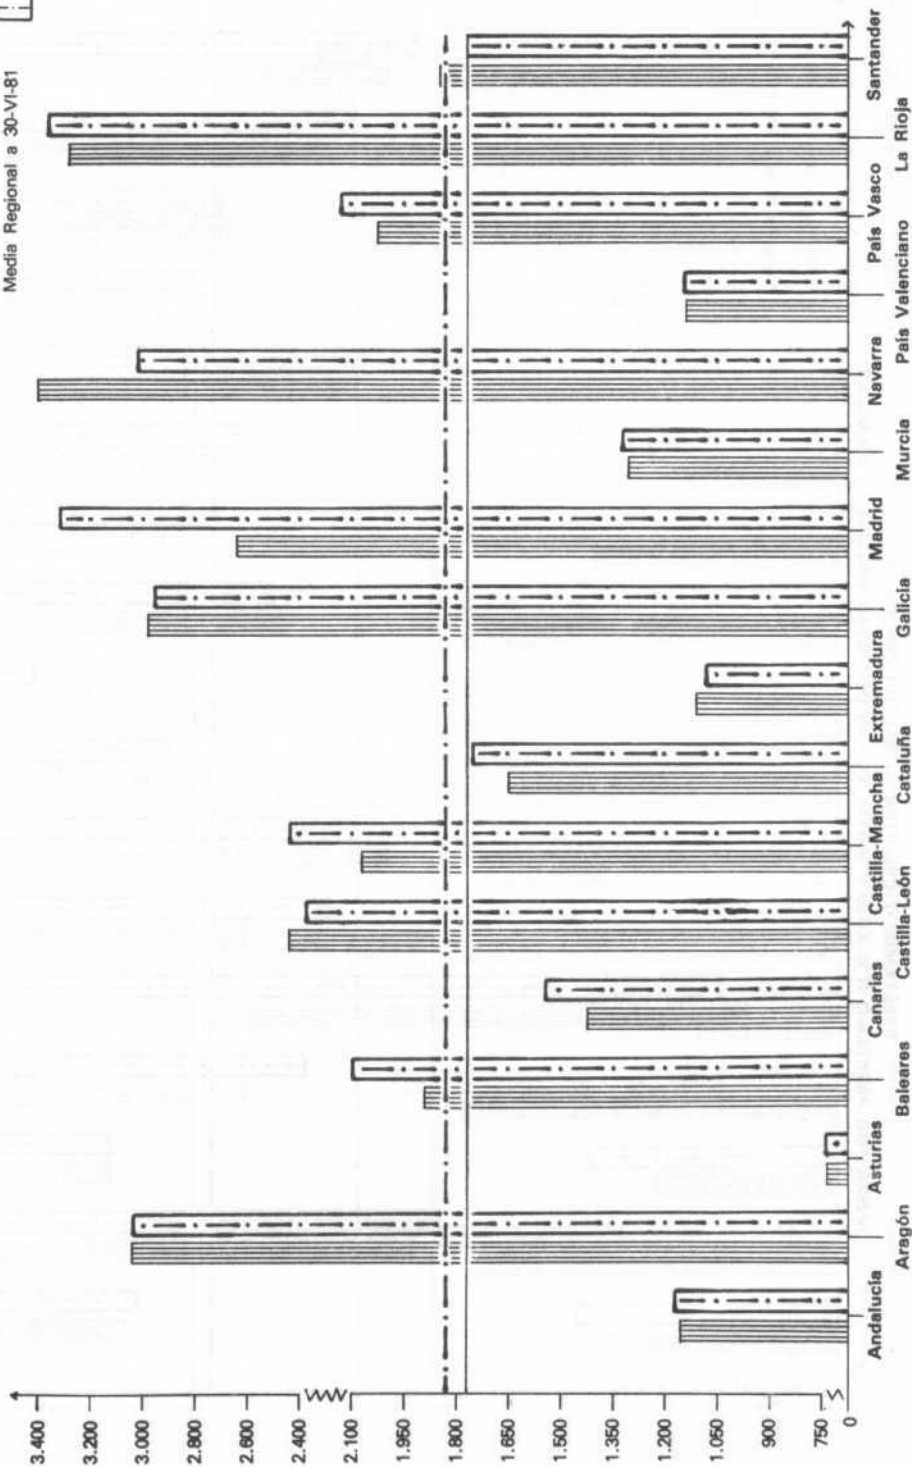 Media Regional a 30-VI-81
3.400
3.200
3.000
2.800
2.600
2.400
2.100
1.950
1.800
1.650
1.500
1.350
1.200
1.050
900
750
0
Andalucía
Aragón
Asturias
Baleares
Canarias
Castilla-León
Castilla-Mancha
Cataluña
Extremadura
Galicia
Madrid
Murcia
Navarra
País Valenciano
País Vasco
La Rioja
Santander